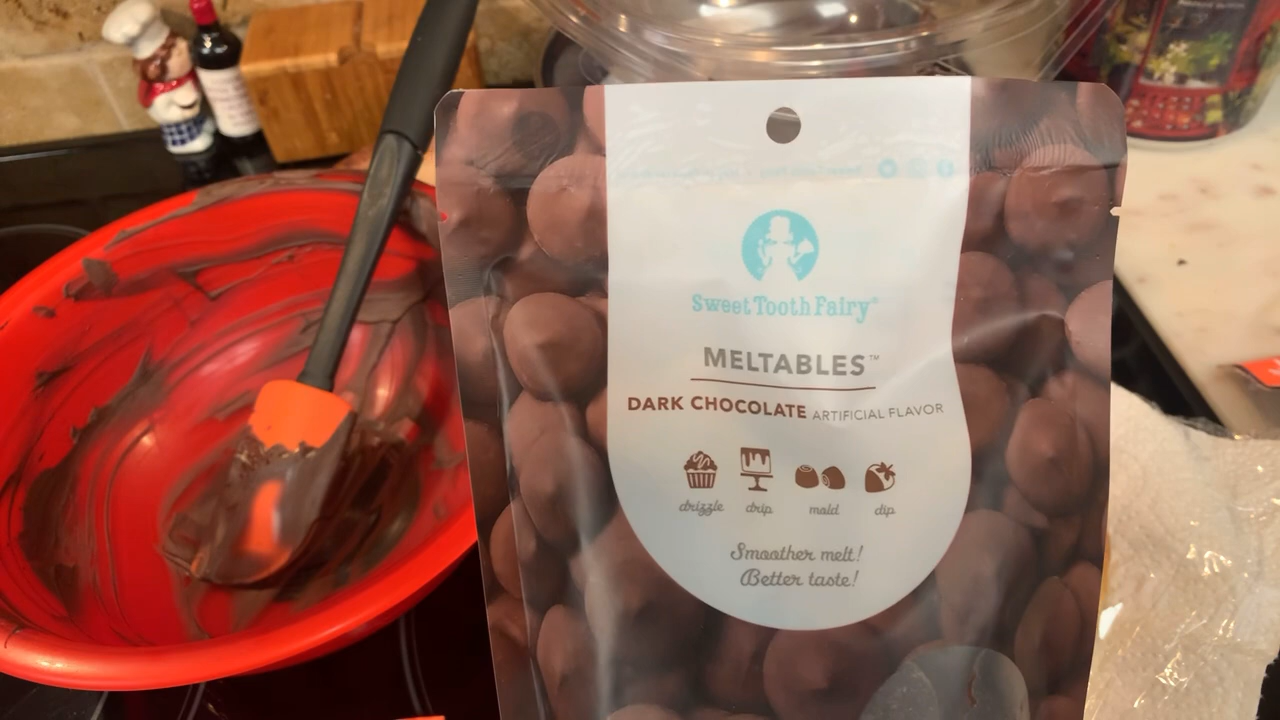 Sweet Tooth Fairy®
MELTABLES™
DARK CHOCOLATE ARTIFICIAL FLAVOR
drizzle drip mold dip
Smoother melt!
Better taste!